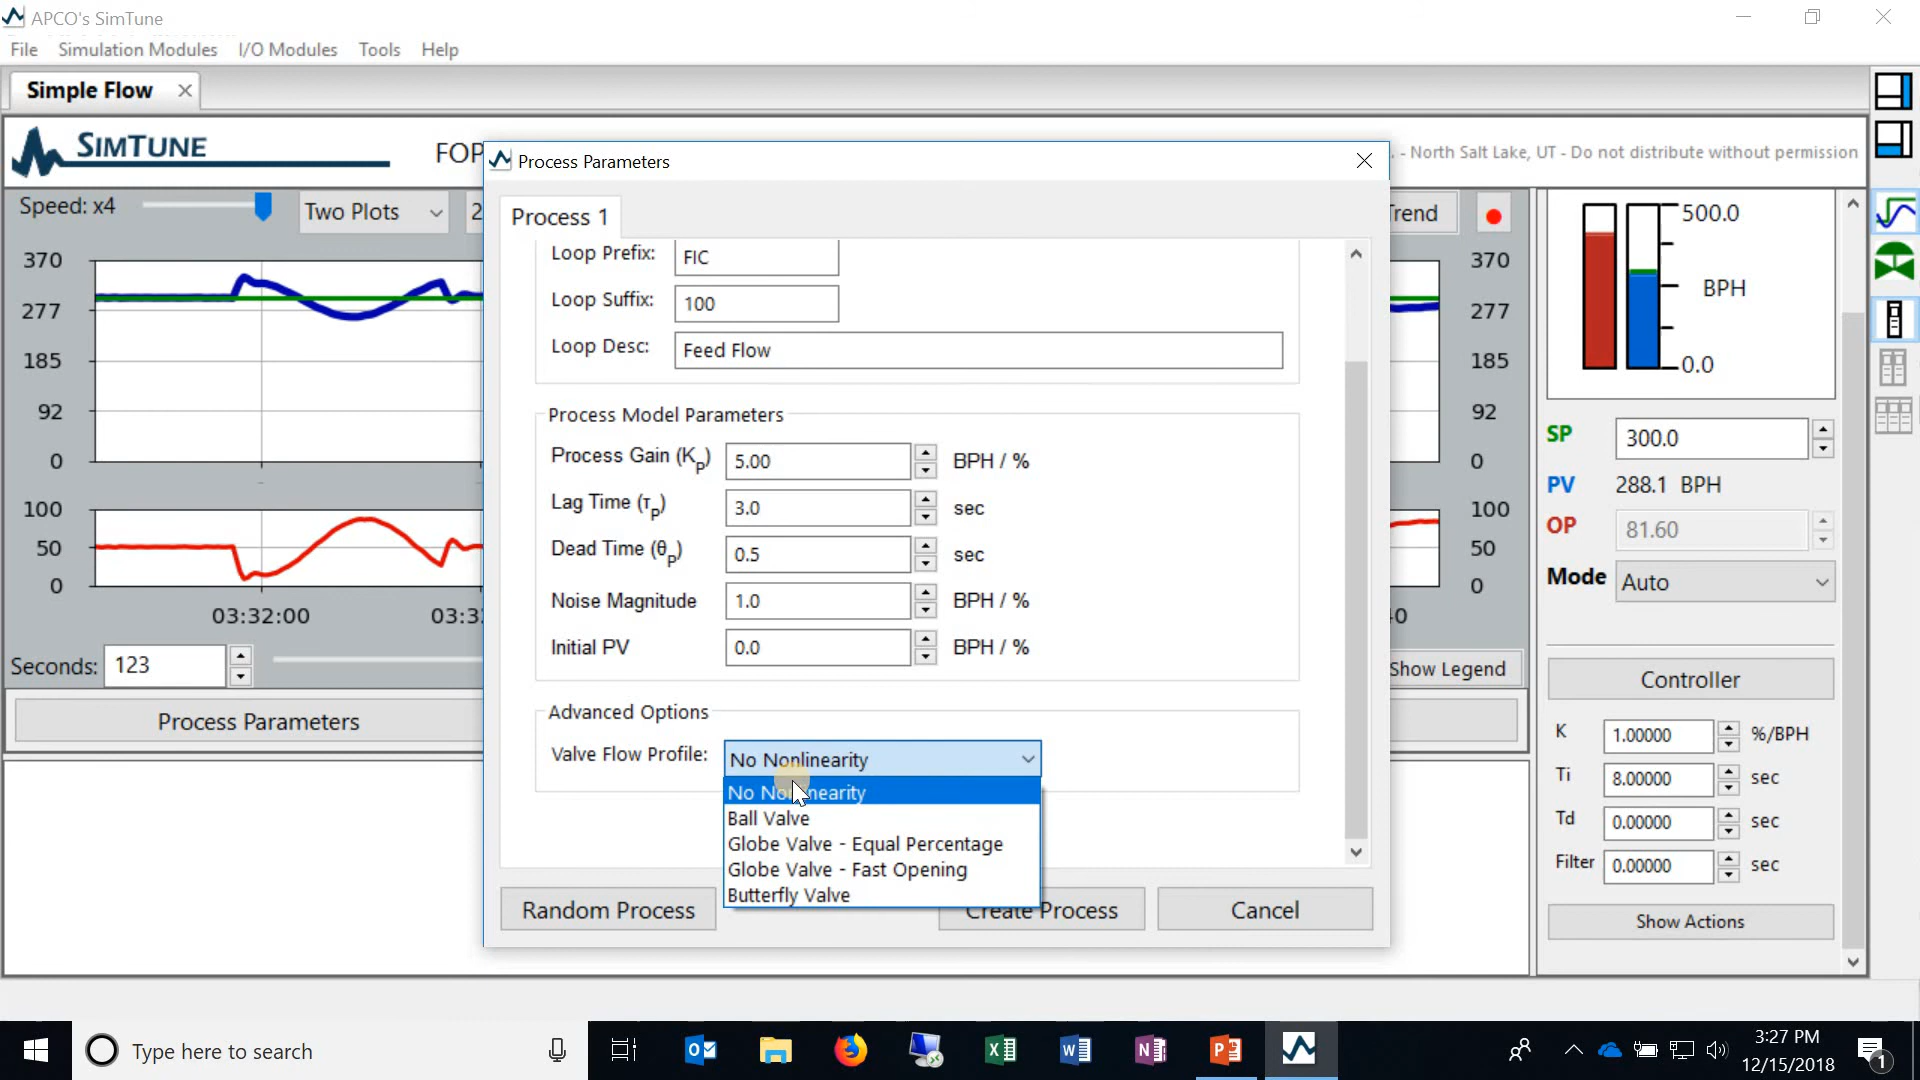 APCO's SimTune
File Simulation Modules I/O Modules Tools Help
Simple Flow
SIMTUNE
FOP
. - North Salt Lake, UT - Do not distribute without permission
Speed: x4
Two Plots
2
Trend
370
277
185
92
0
100
50
0
03:32:00
03:3
Seconds: 123
Process Parameters
Process Parameters
Process 1
Loop Prefix: FIC
Loop Suffix: 100
Loop Desc: Feed Flow
Process Model Parameters
Process Gain (Kp) 5.00 BPH / %
Lag Time (τp) 3.0 sec
Dead Time (θp) 0.5 sec
Noise Magnitude 1.0 BPH / %
Initial PV 0.0 BPH / %
Advanced Options
Valve Flow Profile: No Nonlinearity
No Nonlinearity
Ball Valve
Globe Valve - Equal Percentage
Globe Valve - Fast Opening
Butterfly Valve
Random Process
Create Process
Cancel
370
277
185
92
0
100
50
0
40
Show Legend
500.0
BPH
0.0
SP 300.0
PV 288.1 BPH
OP 81.60
Mode Auto
Controller
K 1.00000 %/BPH
Ti 8.00000 sec
Td 0.00000 sec
Filter 0.00000 sec
Show Actions
Type here to search
3:27 PM
12/15/2018
1